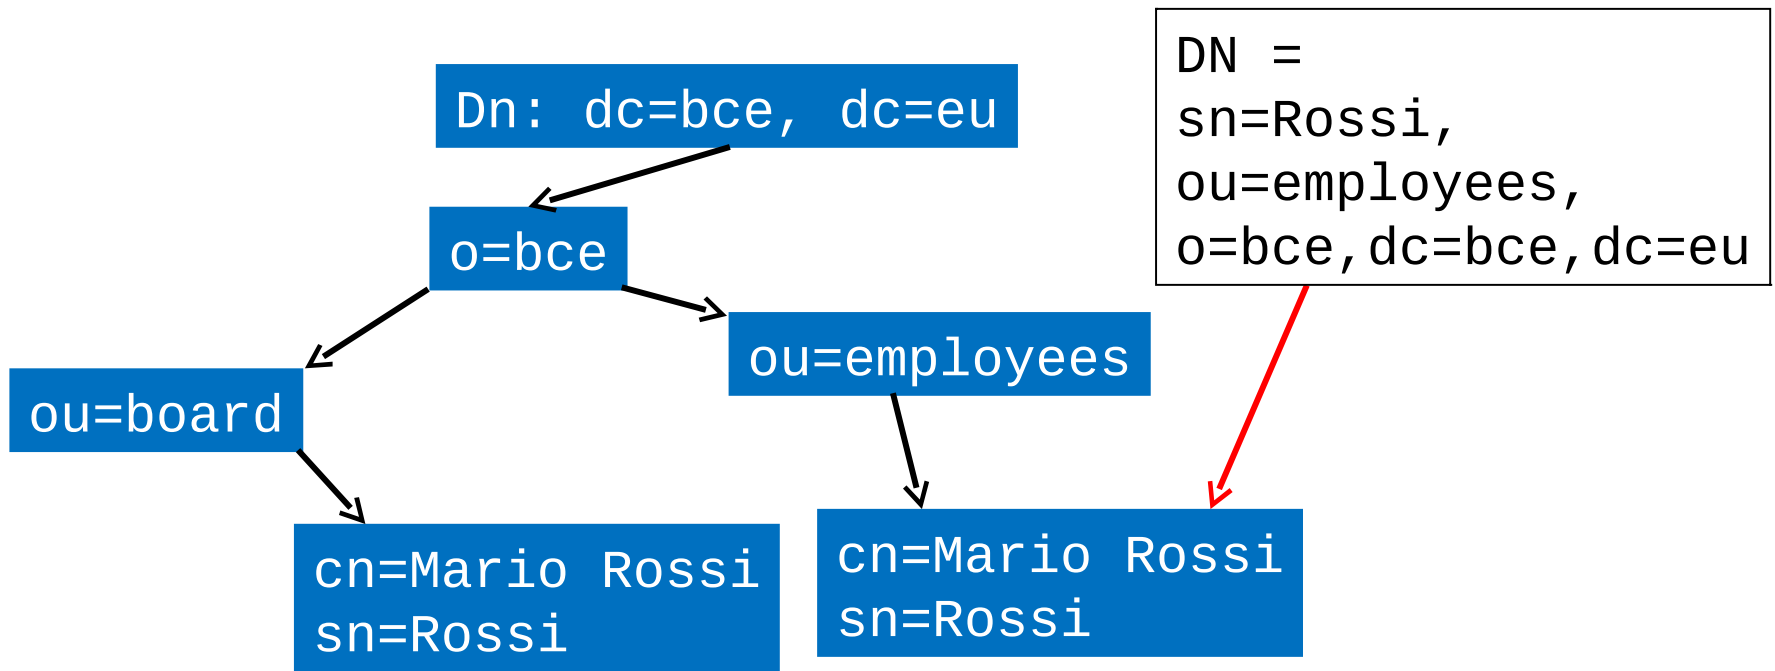 Dn: dc=bce, dc=eu
DN =
sn=Rossi,
ou=employees,
o=bce,dc=bce,dc=eu
o=bce
ou=employees
ou=board
cn=Mario Rossi
sn=Rossi
cn=Mario Rossi
sn=Rossi